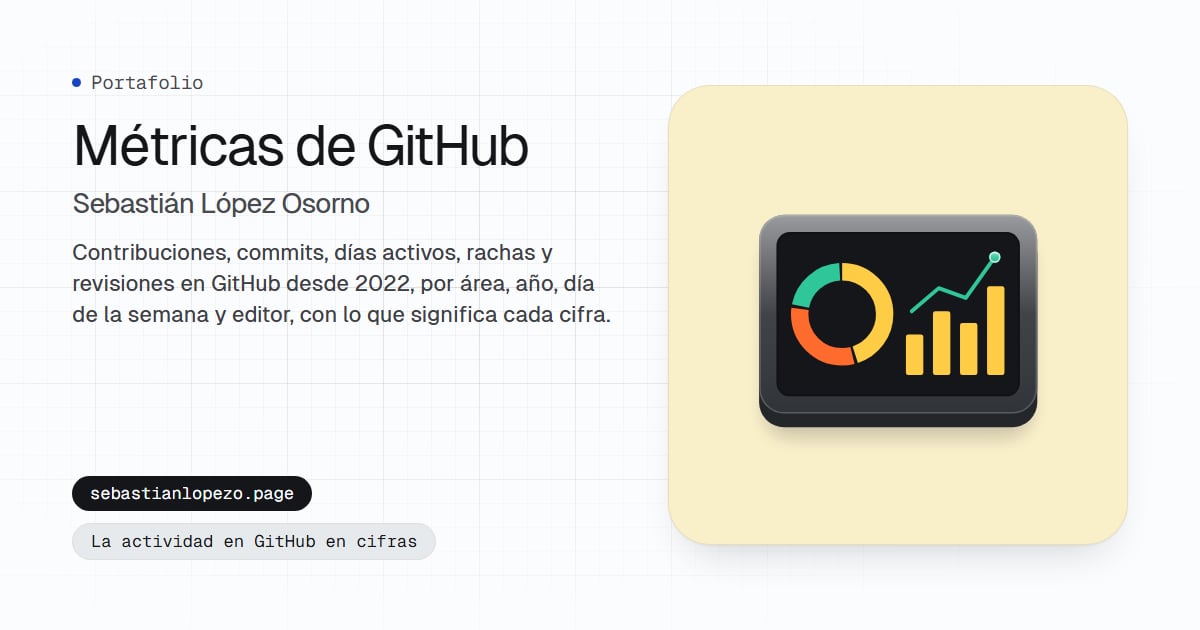 Portafolio
Métricas de GitHub
Sebastián López Osorno
Contribuciones, commits, días activos, rachas y
revisiones en GitHub desde 2022, por área, año, día
de la semana y editor, con lo que significa cada cifra.
sebastianlopezo.page
La actividad en GitHub en cifras